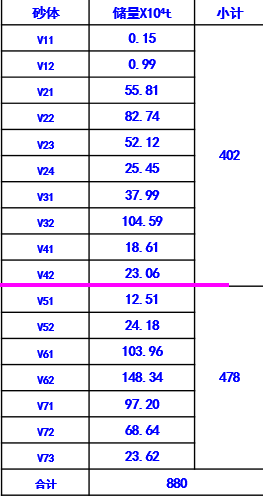 砂体 储量X10⁴t 小计
V11 0.15
V12 0.99
V21 55.81
V22 82.74
V23 52.12
V24 25.45
402
V31 37.99
V32 104.59
V41 18.61
V42 23.06
V51 12.51
V52 24.18
V61 103.96
V62 148.34 478
V71 97.20
V72 68.64
V73 23.62
合计 880